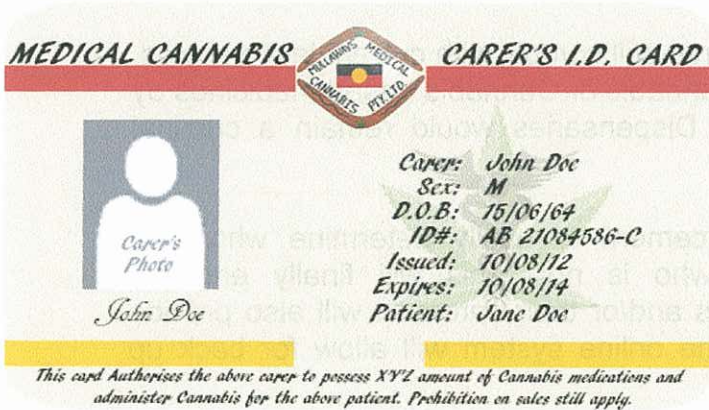 MEDICAL CANNABIS
MULLAWAYS MEDICAL
CANNABIS PTY.LTD.
CARER'S I.D. CARD
Carer's
Photo
John Doe
Carer: John Doe
Sex: M
D.O.B: 15/06/64
ID#: AB 21084586-C
Issued: 10/08/12
Expires: 10/08/14
Patient: Jane Doe
This card Authorises the above carer to possess XYZ amount of Cannabis medications and
administer Cannabis for the above patient. Prohibition on sales still apply.